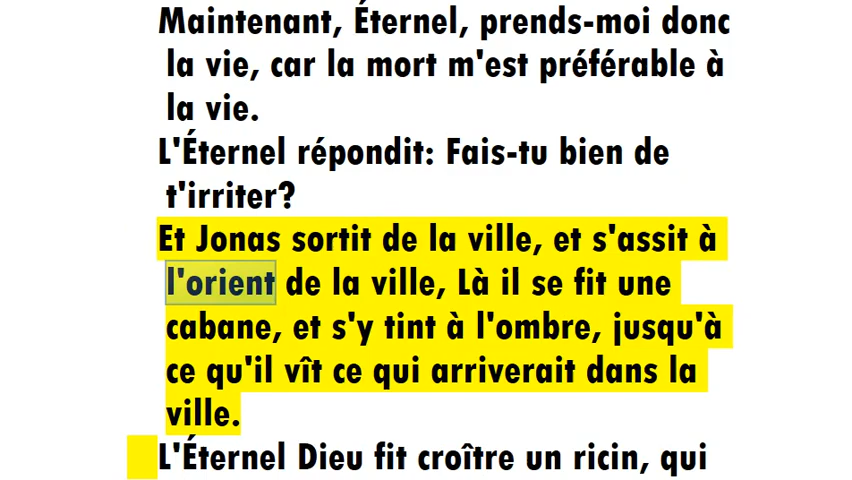 Maintenant, Éternel, prends-moi donc
la vie, car la mort m'est préférable à
la vie.
L'Éternel répondit: Fais-tu bien de
t'irriter?
Et Jonas sortit de la ville, et s'assit à
l'orient de la ville, Là il se fit une
cabane, et s'y tint à l'ombre, jusqu'à
ce qu'il vît ce qui arriverait dans la
ville.
L'Éternel Dieu fit croître un ricin, qui